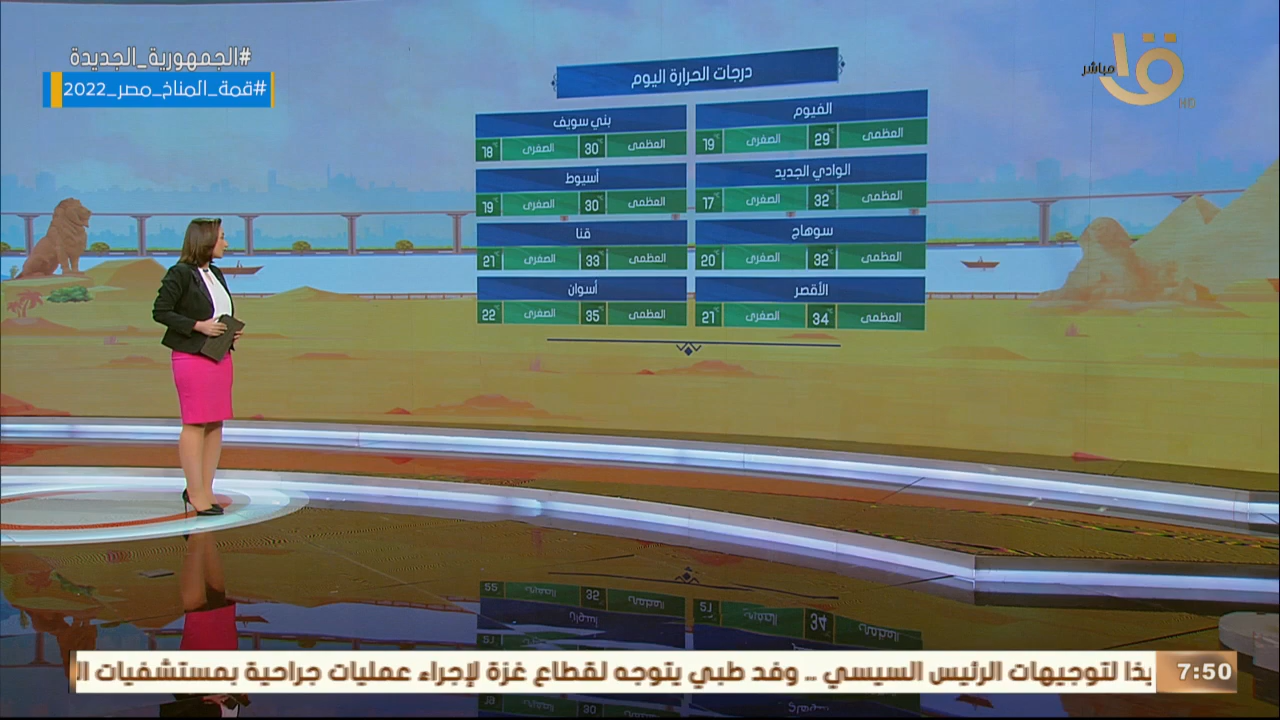 #الجمهورية_الجديدة
#قمة_المناخ_مصر_2022
مباشر
HD
درجات الحرارة اليوم
الفيوم
العظمى 29°C الصغرى 19°C
بني سويف
العظمى 30°C الصغرى 18°C
الوادي الجديد
العظمى 32°C الصغرى 17°C
أسيوط
العظمى 30°C الصغرى 19°C
سوهاج
العظمى 32°C الصغرى 20°C
قنا
العظمى 33°C الصغرى 21°C
الأقصر
العظمى 34°C الصغرى 21°C
أسوان
العظمى 35°C الصغرى 22°C
7:50
يذا لتوجيهات الرئيس السيسي .. وفد طبي يتوجه لقطاع غزة لإجراء عمليات جراحية بمستشفيات ال